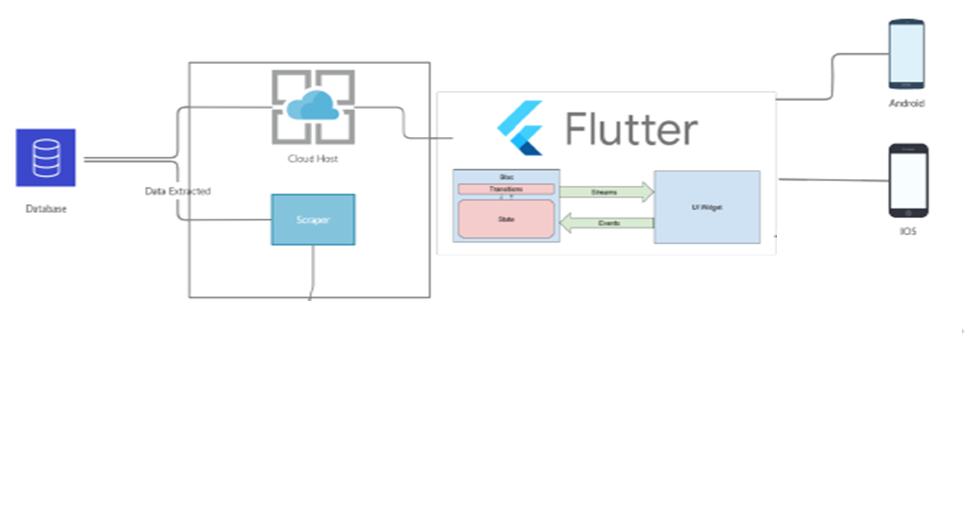 Android
Flutter
Cloud Host
Database
Data Extracted
Scraper
Bloc
Transitions
State
Streams
Events
UI Widget
IOS